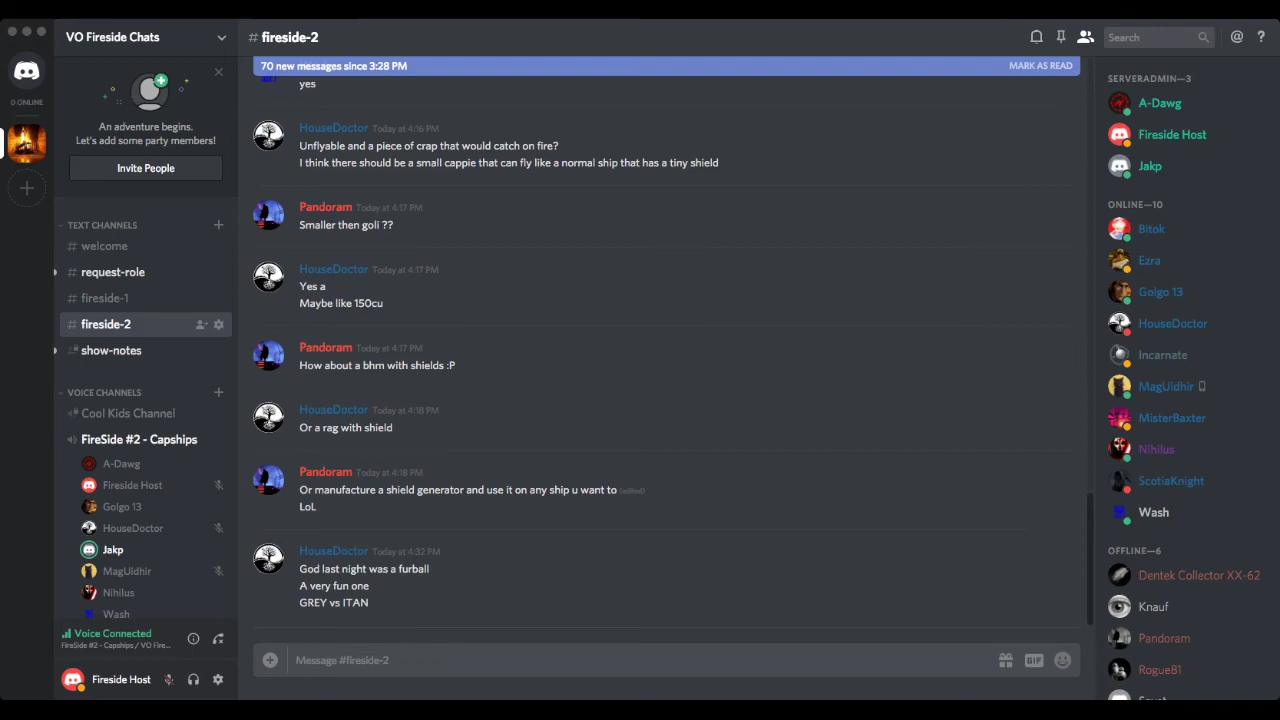 VO Fireside Chats
# fireside-2
Search
@
?
0 ONLINE
An adventure begins.
Let's add some party members!
Invite People
TEXT CHANNELS
# welcome
# request-role
# fireside-1
# fireside-2
show-notes
VOICE CHANNELS
Cool Kids Channel
FireSide #2 - Capships
A-Dawg
Fireside Host
Golgo 13
HouseDoctor
Jakp
MagUidhir
Nihilus
Wash
Voice Connected
FireSide #2 - Capships / VO Fire...
Fireside Host
70 new messages since 3:28 PM
MARK AS READ
yes
HouseDoctor Today at 4:16 PM
Unflyable and a piece of crap that would catch on fire?
I think there should be a small cappie that can fly like a normal ship that has a tiny shield
Pandoram Today at 4:17 PM
Smaller then goli ??
HouseDoctor Today at 4:17 PM
Yes a
Maybe like 150cu
Pandoram Today at 4:17 PM
How about a bhm with shields :P
HouseDoctor Today at 4:18 PM
Or a rag with shield
Pandoram Today at 4:18 PM
Or manufacture a shield generator and use it on any ship u want to (edited)
LoL
HouseDoctor Today at 4:32 PM
God last night was a furball
A very fun one
GREY vs ITAN
Message #fireside-2
GIF
SERVERADMIN—3
A-Dawg
Fireside Host
Jakp
ONLINE—10
Bitok
Ezra
Golgo 13
HouseDoctor
Incarnate
MagUidhir
MisterBaxter
Nihilus
ScotiaKnight
Wash
OFFLINE—6
Dentek Collector XX-62
Knauf
Pandoram
Rogue81